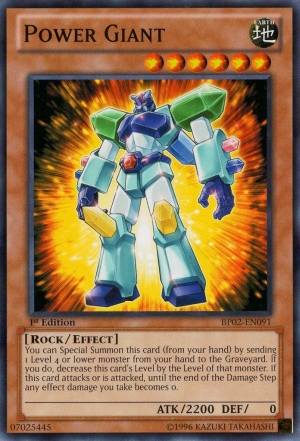 POWER GIANT
EARTH
地
1st Edition
BP02-EN091
[ROCK/EFFECT]
You can Special Summon this card (from your hand) by sending
1 Level 4 or lower monster from your hand to the Graveyard. If
you do, decrease this card's Level by the Level of that monster. If
this card attacks or is attacked, until the end of the Damage Step
any effect damage you take becomes 0.
ATK/2200 DEF/ 0
07025445
©1996 KAZUKI TAKAHASHI